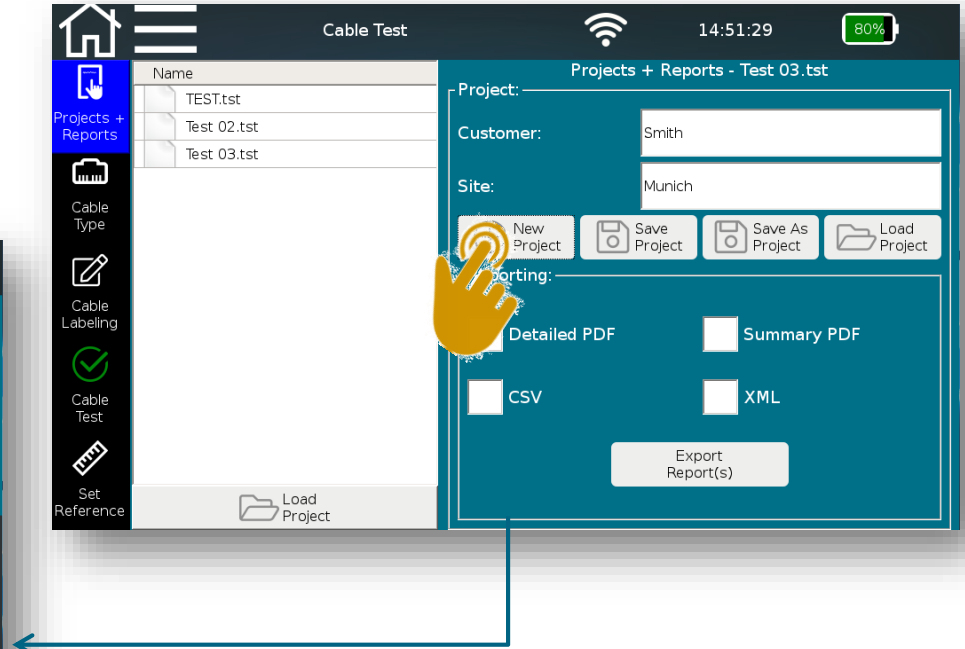 Cable Test
14:51:29
80%
Projects +
Reports
Cable
Type
Cable
Labeling
Cable
Test
Set
Reference
Name
TEST.tst
Test 02.tst
Test 03.tst
Load
Project
Projects + Reports - Test 03.tst
Project:
Customer:
Smith
Site:
Munich
New
Project
Save
Project
Save As
Project
Load
Project
Detailed PDF
Summary PDF
CSV
XML
Export
Report(s)